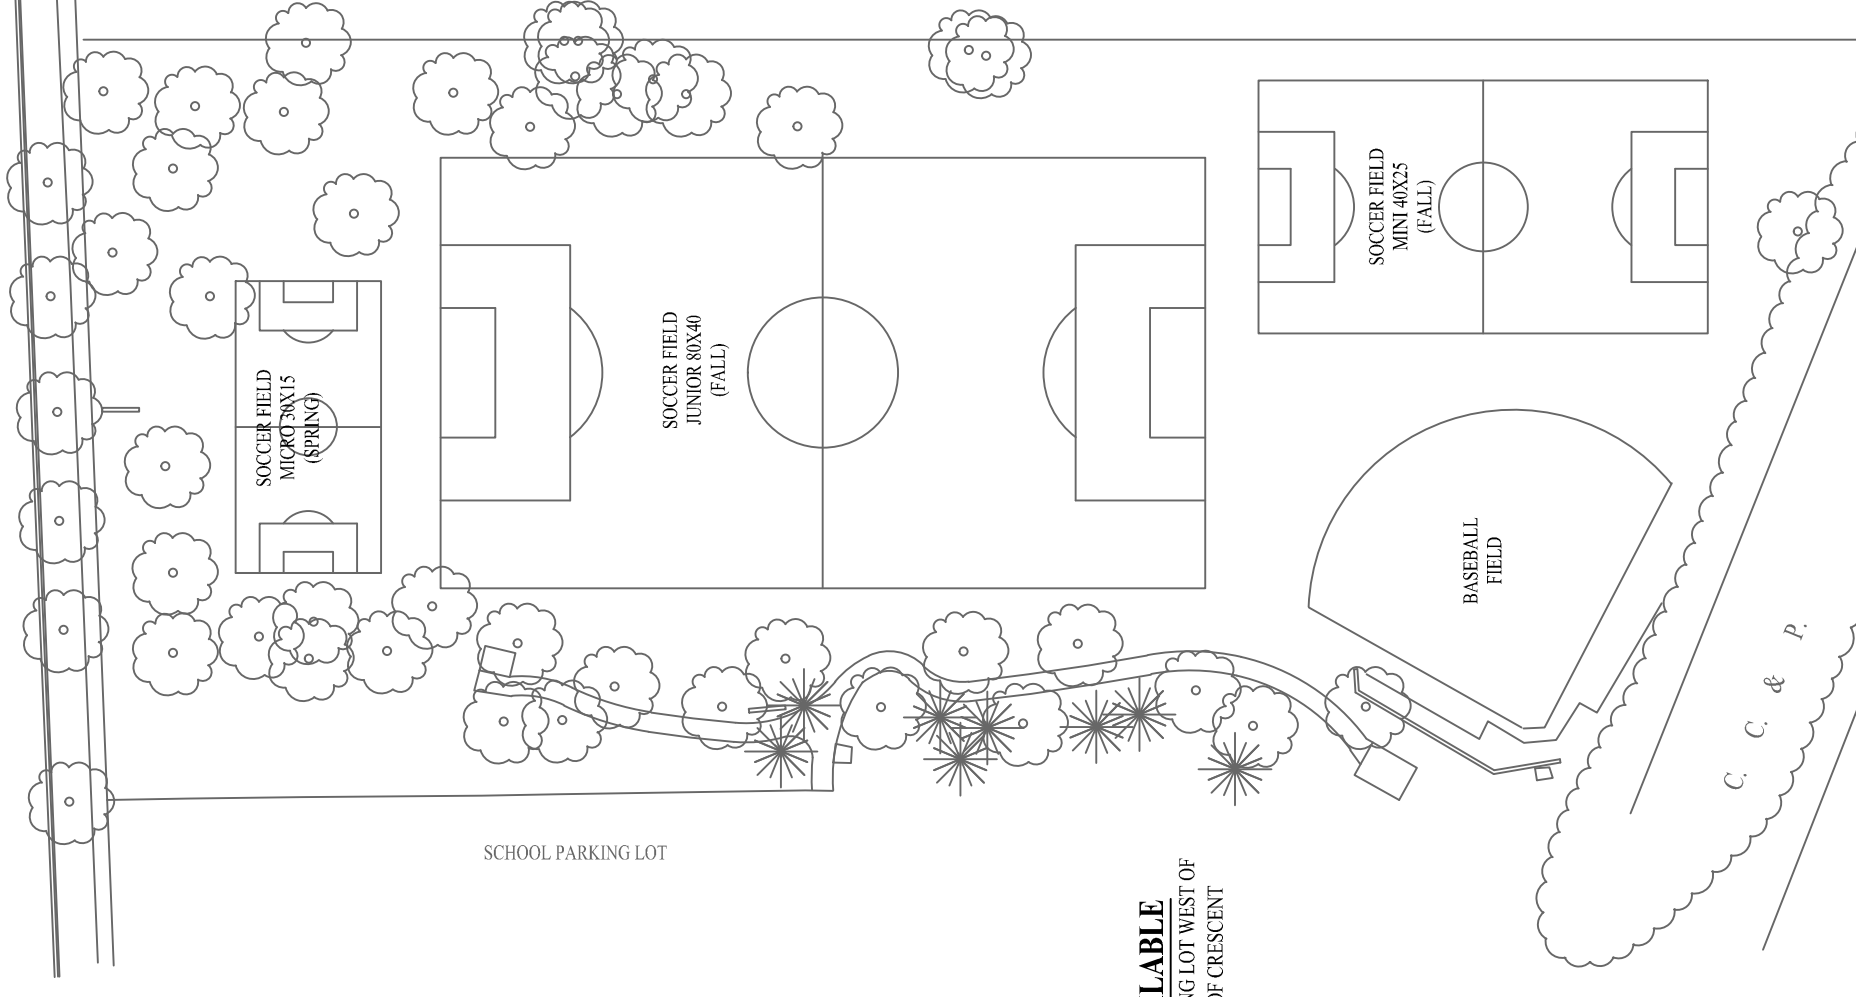 SOCCER FIELD
MINI 40X25
(FALL)
SOCCER FIELD
JUNIOR 80X40
(FALL)
SOCCER FIELD
MICRO 30X15
(SPRING)
BASEBALL
FIELD
C. C. & P.
SCHOOL PARKING LOT
LABLE
NG LOT WEST OF
OF CRESCENT